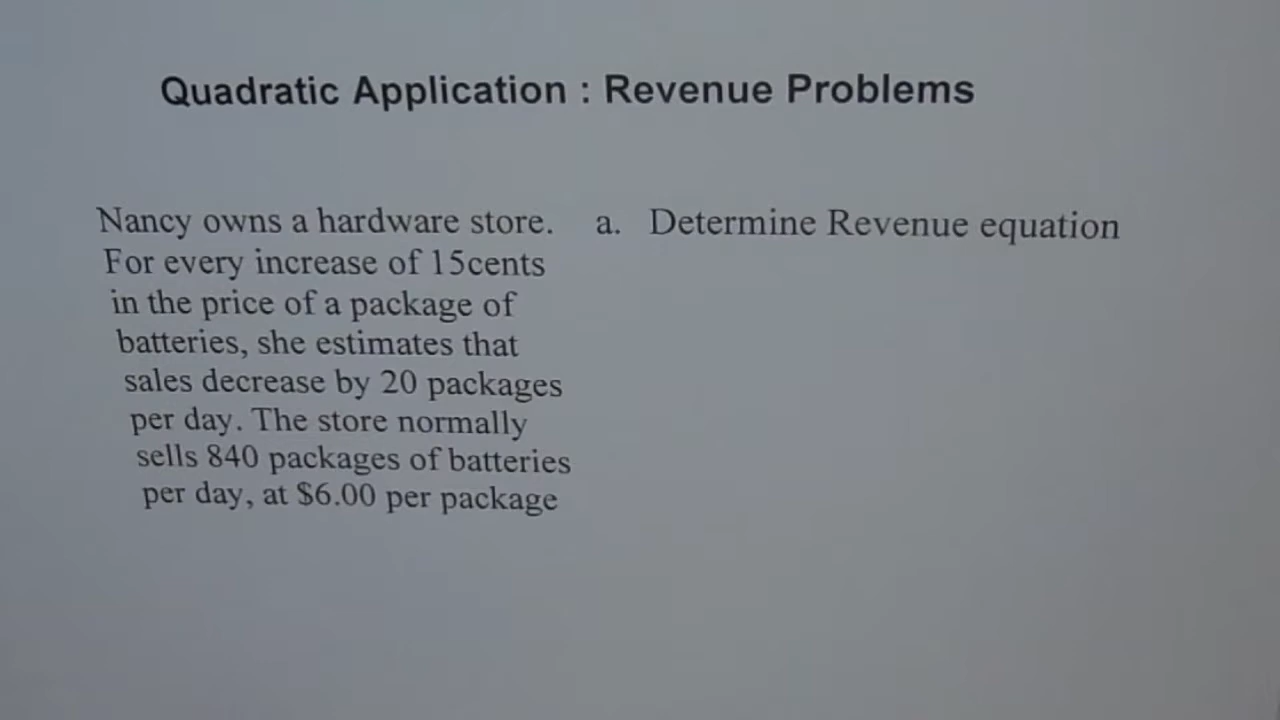 Quadratic Application : Revenue Problems
Nancy owns a hardware store.
For every increase of 15cents
in the price of a package of
batteries, she estimates that
sales decrease by 20 packages
per day. The store normally
sells 840 packages of batteries
per day, at $6.00 per package
a. Determine Revenue equation